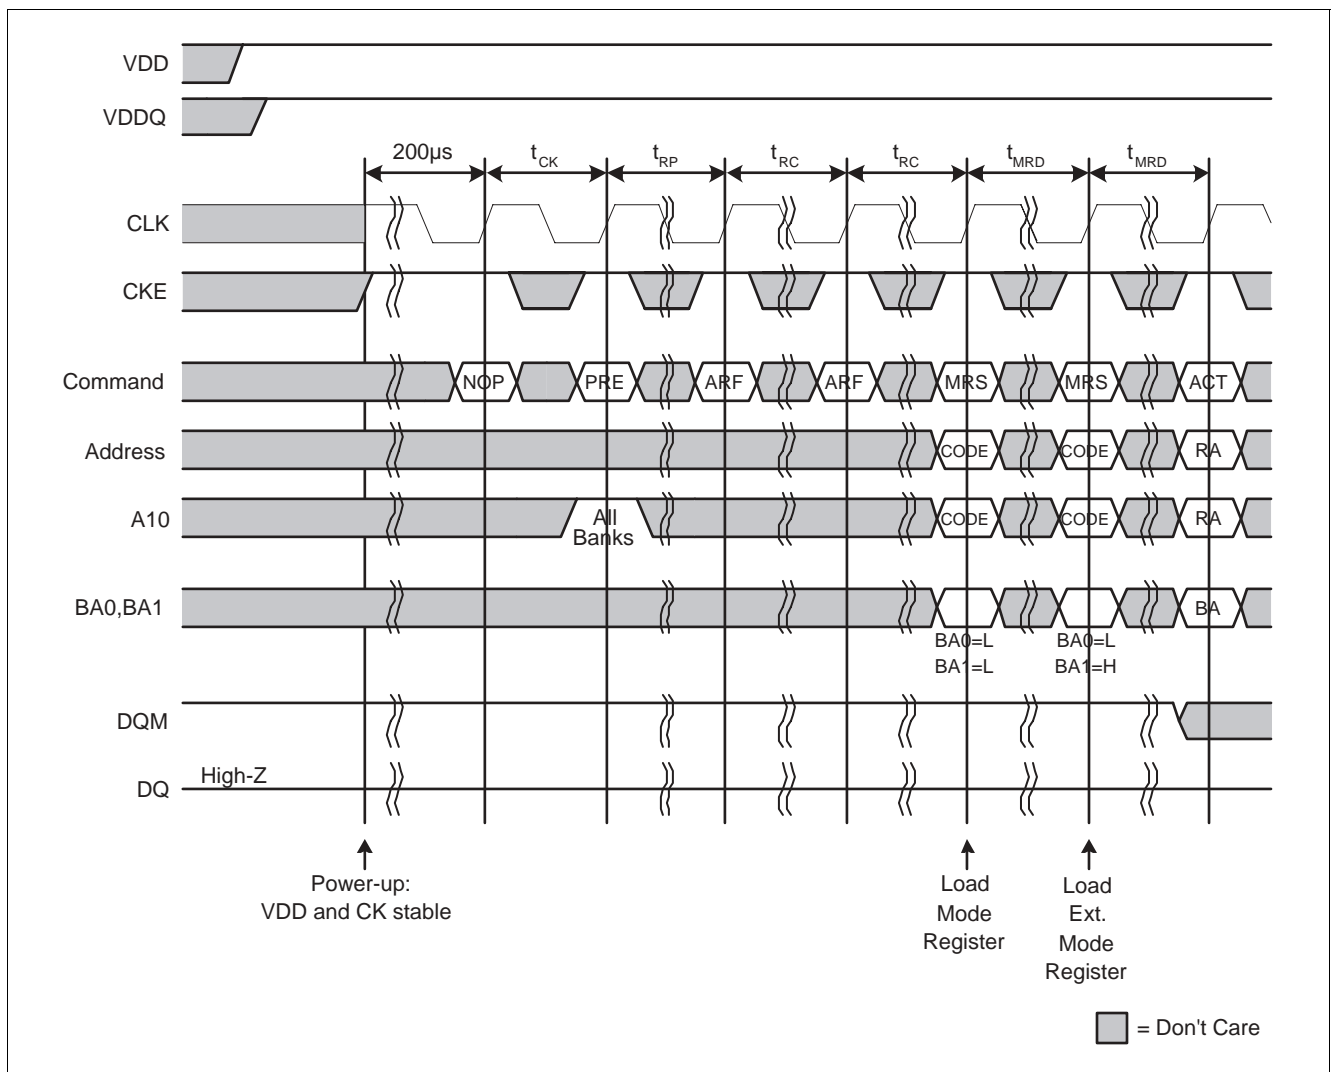 VDD
VDDQ
200µs
tCK
tRP
tRC
tRC
tMRD
tMRD
CLK
CKE
Command
NOP
PRE
ARF
ARF
MRS
MRS
ACT
Address
CODE
CODE
RA
A10
All
Banks
CODE
CODE
RA
BA0,BA1
BA
BA0=L
BA1=L
BA0=L
BA1=H
DQM
DQ
High-Z
Power-up:
VDD and CK stable
Load
Mode
Register
Load
Ext.
Mode
Register
= Don't Care